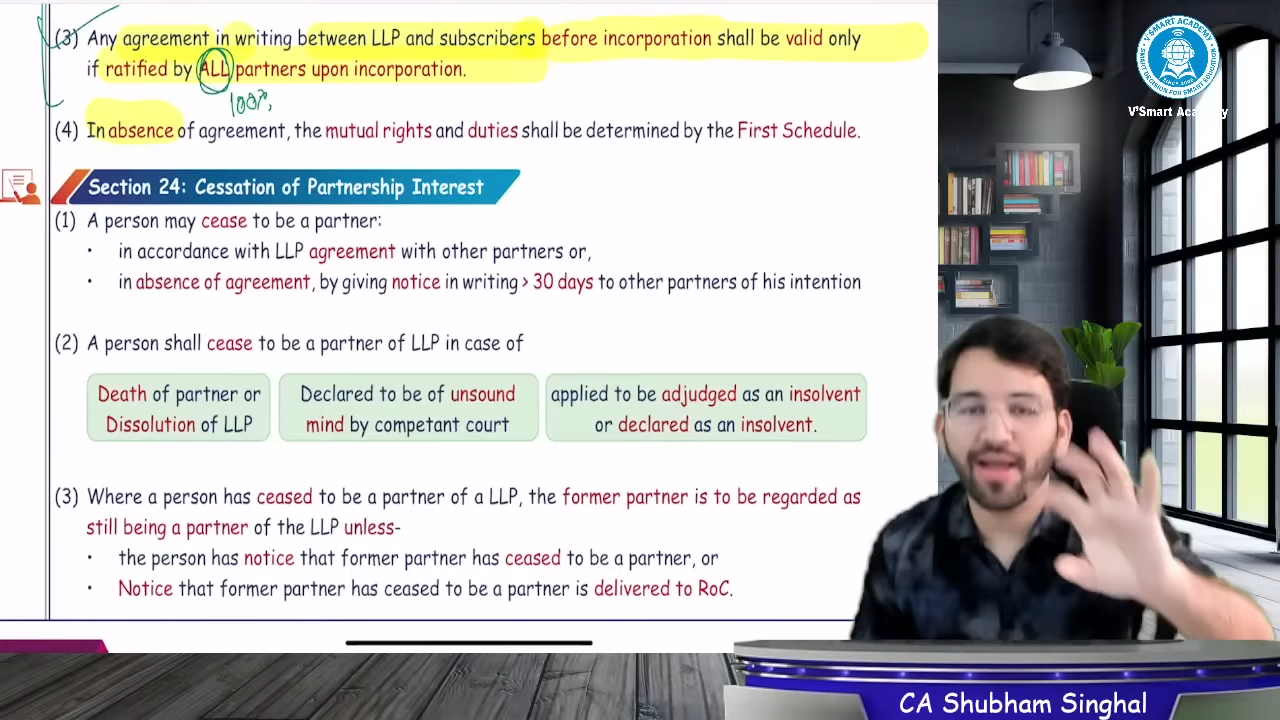 (3) Any agreement in writing between LLP and subscribers before incorporation shall be valid only
if ratified by ALL partners upon incorporation.
100%
(4) In absence of agreement, the mutual rights and duties shall be determined by the First Schedule.
Section 24: Cessation of Partnership Interest
(1) A person may cease to be a partner:
• in accordance with LLP agreement with other partners or,
• in absence of agreement, by giving notice in writing > 30 days to other partners of his intention
(2) A person shall cease to be a partner of LLP in case of
Death of partner or
Dissolution of LLP
Declared to be of unsound
mind by competant court
applied to be adjudged as an insolvent
or declared as an insolvent.
(3) Where a person has ceased to be a partner of a LLP, the former partner is to be regarded as
still being a partner of the LLP unless-
• the person has notice that former partner has ceased to be a partner, or
• Notice that former partner has ceased to be a partner is delivered to RoC.
V'SMART ACADEMY
SINCE 2002
SMART DECISION FOR SMART EDUCATION
V'Smart Academy
CA Shubham Singhal